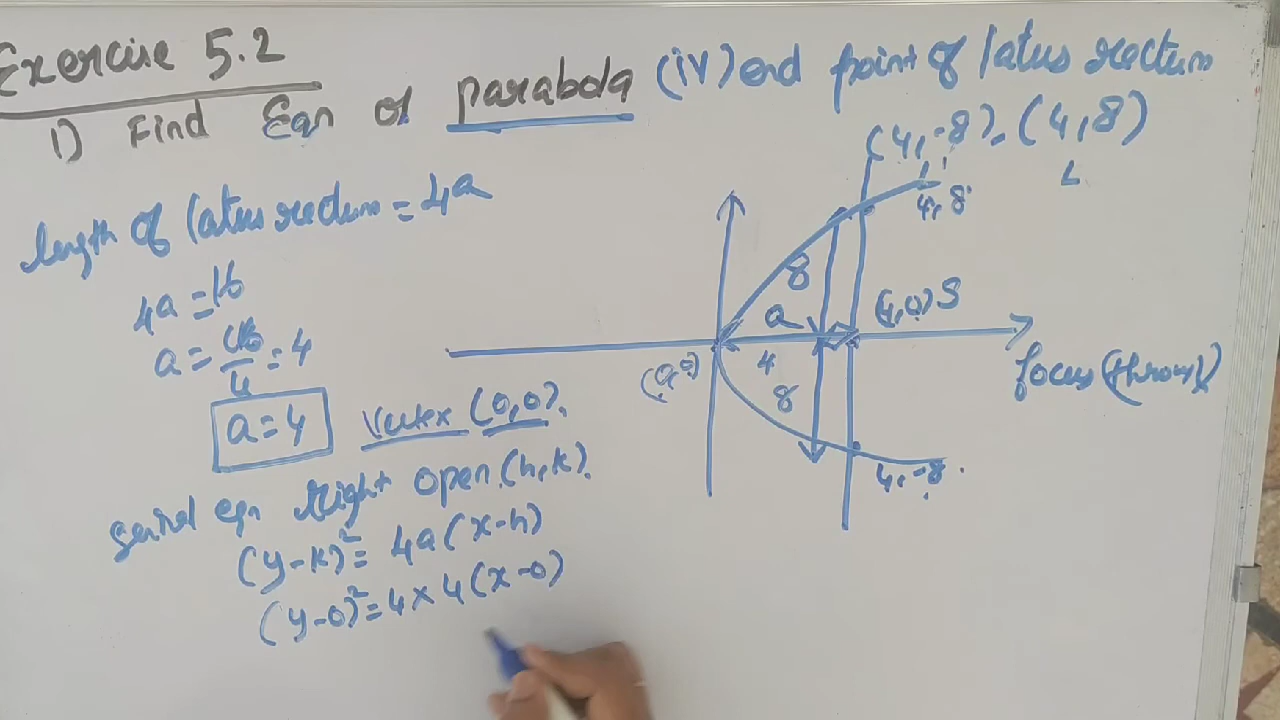 Exercise 5.2
1) Find Eqn of parabola (iv) end point of latus rectum
(4,-8), (4,8)
L
length of latus rectum = 4a
4a = 16
a = 16/4 = 4
a = 4
Vertex (0,0).
genral eqn right open (h,k).
(y-k)² = 4a(x-h)
(y-0)² = 4×4(x-0)
4, 8
8
a
(4,0) S
4
8
focus (throws)
4,-8